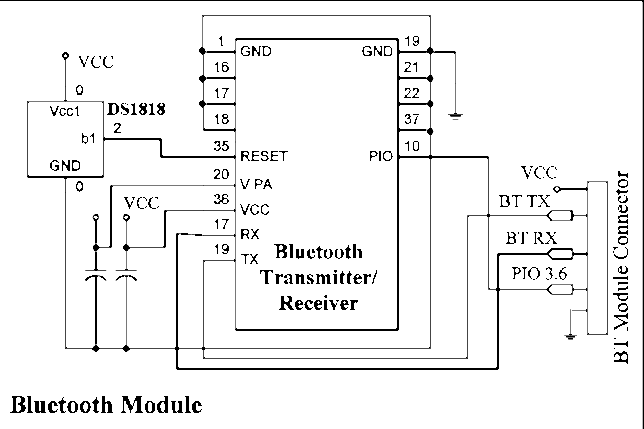 1 GND GND 19
16 21
17 22
18 37
35 RESET PIO 10
20 V PA
38 VCC
17 RX
19 TX
Bluetooth
Transmitter/
Receiver
VCC
0
DS1818
Vcc1
b1 2
GND
0
VCC
VCC
BT TX
BT RX
PIO 3.6
BT Module Connector
Bluetooth Module